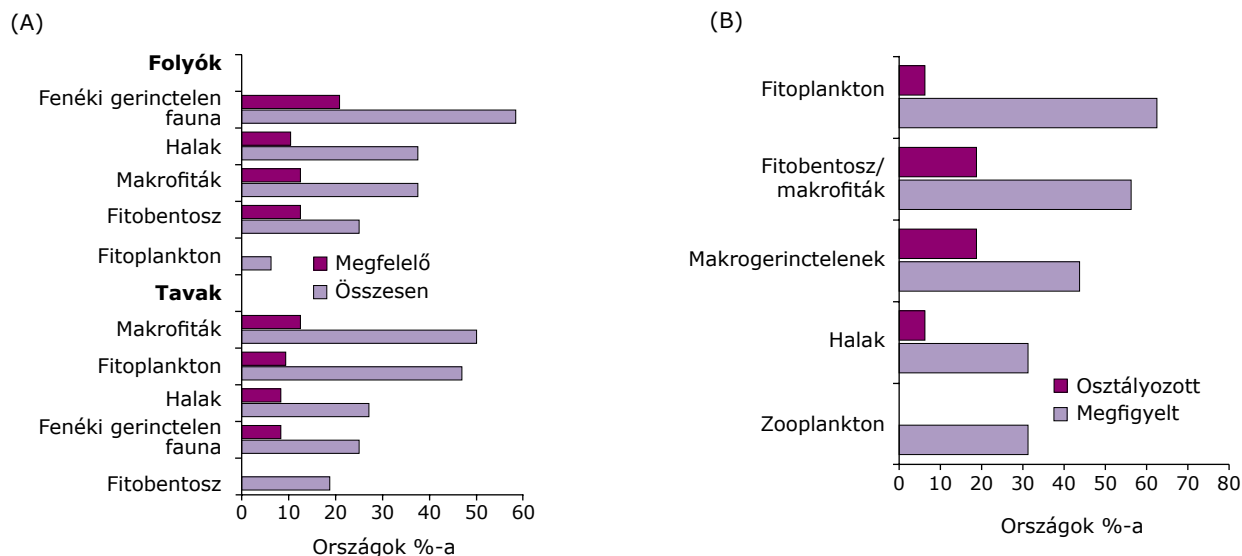 (A)
Folyók
Fenéki gerinctelen
fauna
Halak
Makrofiták
Fitobentosz
Fitoplankton
Megfelelő
Összesen
Tavak
Makrofiták
Fitoplankton
Halak
Fenéki gerinctelen
fauna
Fitobentosz
0 10 20 30 40 50 60
Országok %-a
(B)
Fitoplankton
Fitobentosz/
makrofiták
Makrogerinctelenek
Halak
Osztályozott
Megfigyelt
Zooplankton
0 10 20 30 40 50 60 70 80
Országok %-a